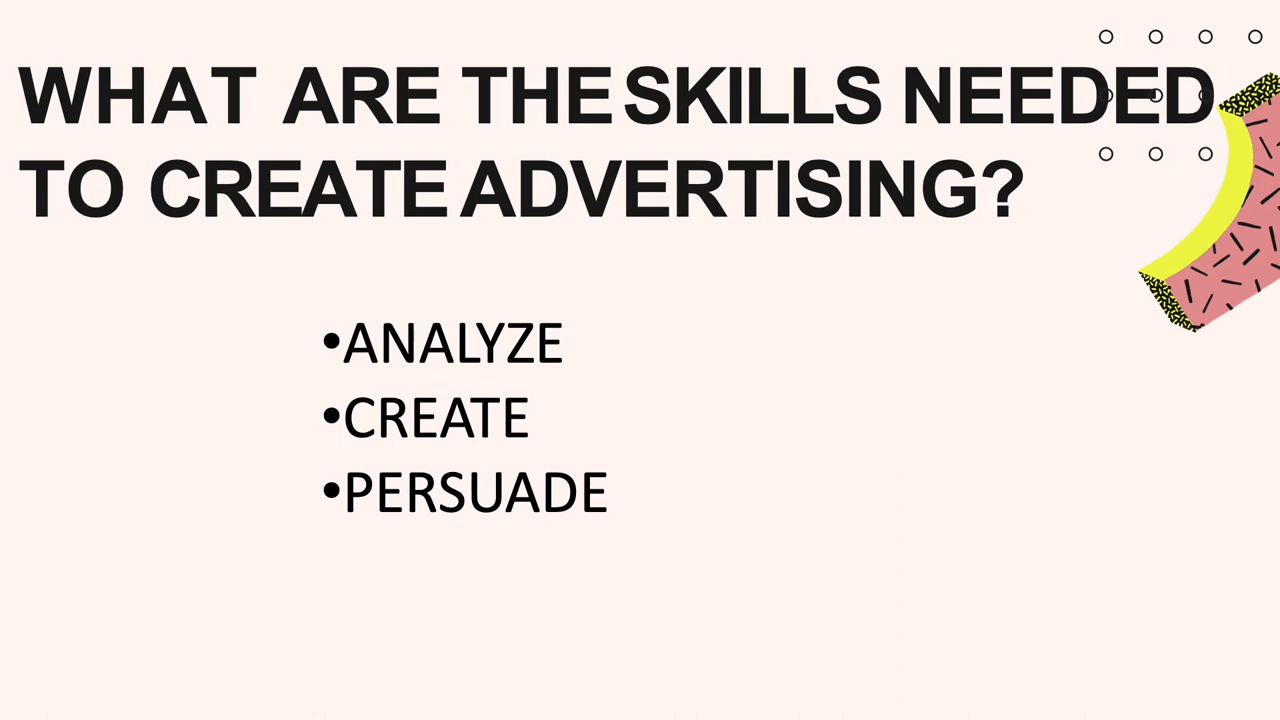 WHAT ARE THE SKILLS NEEDED
TO CREATE ADVERTISING?
•ANALYZE
•CREATE
•PERSUADE